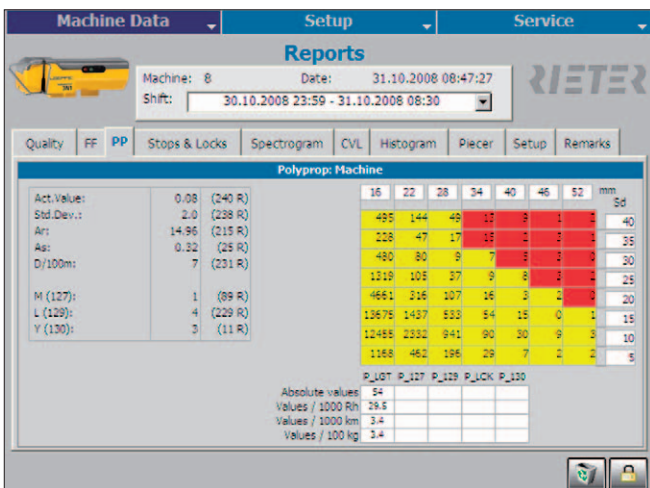 Machine Data Setup Service
Reports
Machine: 8 Date: 31.10.2008 08:47:27
Shift: 30.10.2008 23:59 - 31.10.2008 08:30
RIETER
Quality FF PP Stops & Locks Spectrogram CVL Histogram Piecer Setup Remarks
Polyprop: Machine
16 22 28 34 40 46 52 mm
Sd
Act.Value: 0.08 (240 R)
Std.Dev.: 2.0 (238 R)
Ar: 14.96 (215 R)
As: 0.32 (25 R)
D/100m: 7 (231 R)
M (127): 1 (89 R)
L (129): 4 (229 R)
Y (130): 3 (11 R)
495 144 49 40
228 47 17 35
480 80 9 7 30
1319 105 37 9 8 25
4661 316 107 16 3 2 20
13675 1437 533 54 15 0 1 15
12455 2332 941 90 30 9 3 10
1168 462 196 29 7 2 2 5
P_LGT P_127 P_129 P_LCK P_130
Absolute values 54
Values / 1000 Rh 29.5
Values / 1000 km 3.4
Values / 100 kg 3.4